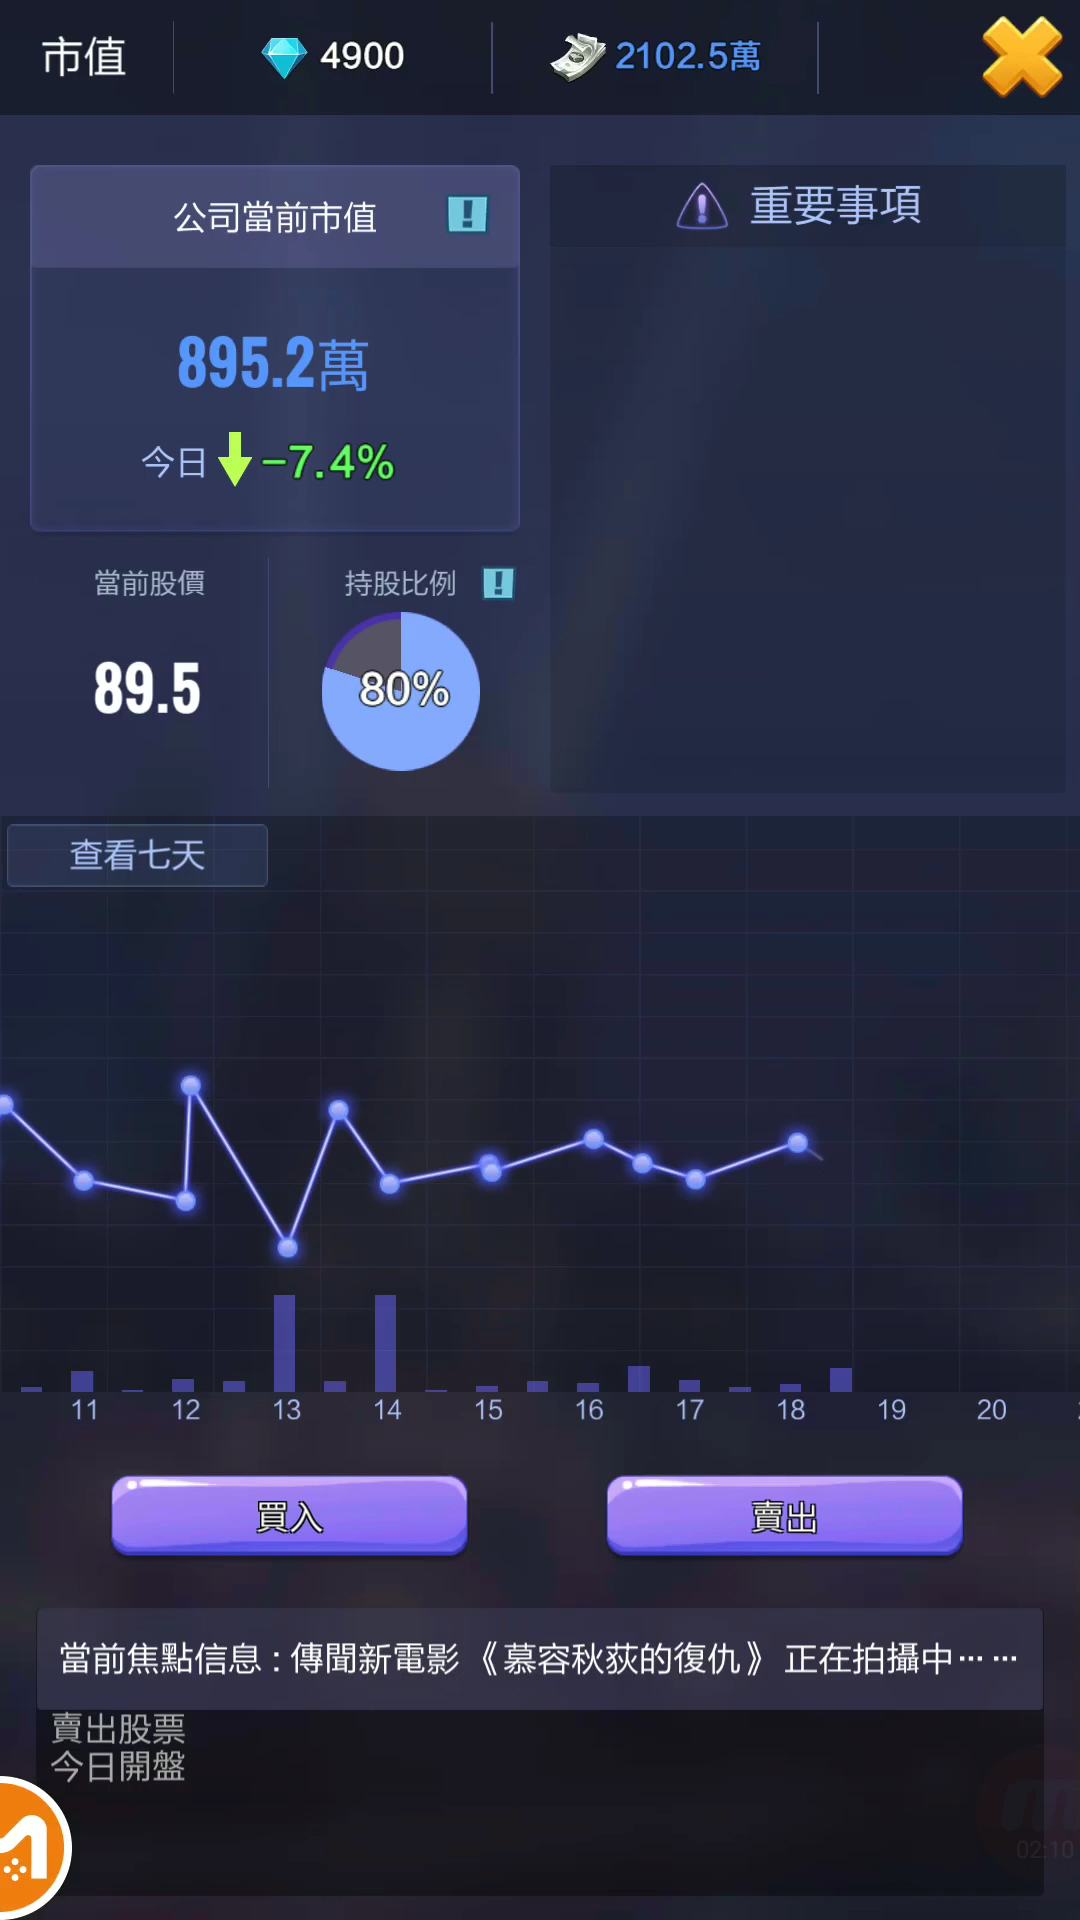 市值
4900
2102.5萬
公司當前市值
重要事項
895.2萬
今日 -7.4%
當前股價
持股比例
89.5
80%
查看七天
11 12 13 14 15 16 17 18 19 20
買入
賣出
當前焦點信息：傳聞新電影《慕容秋荻的復仇》正在拍攝中……
賣出股票
今日開盤
02:10